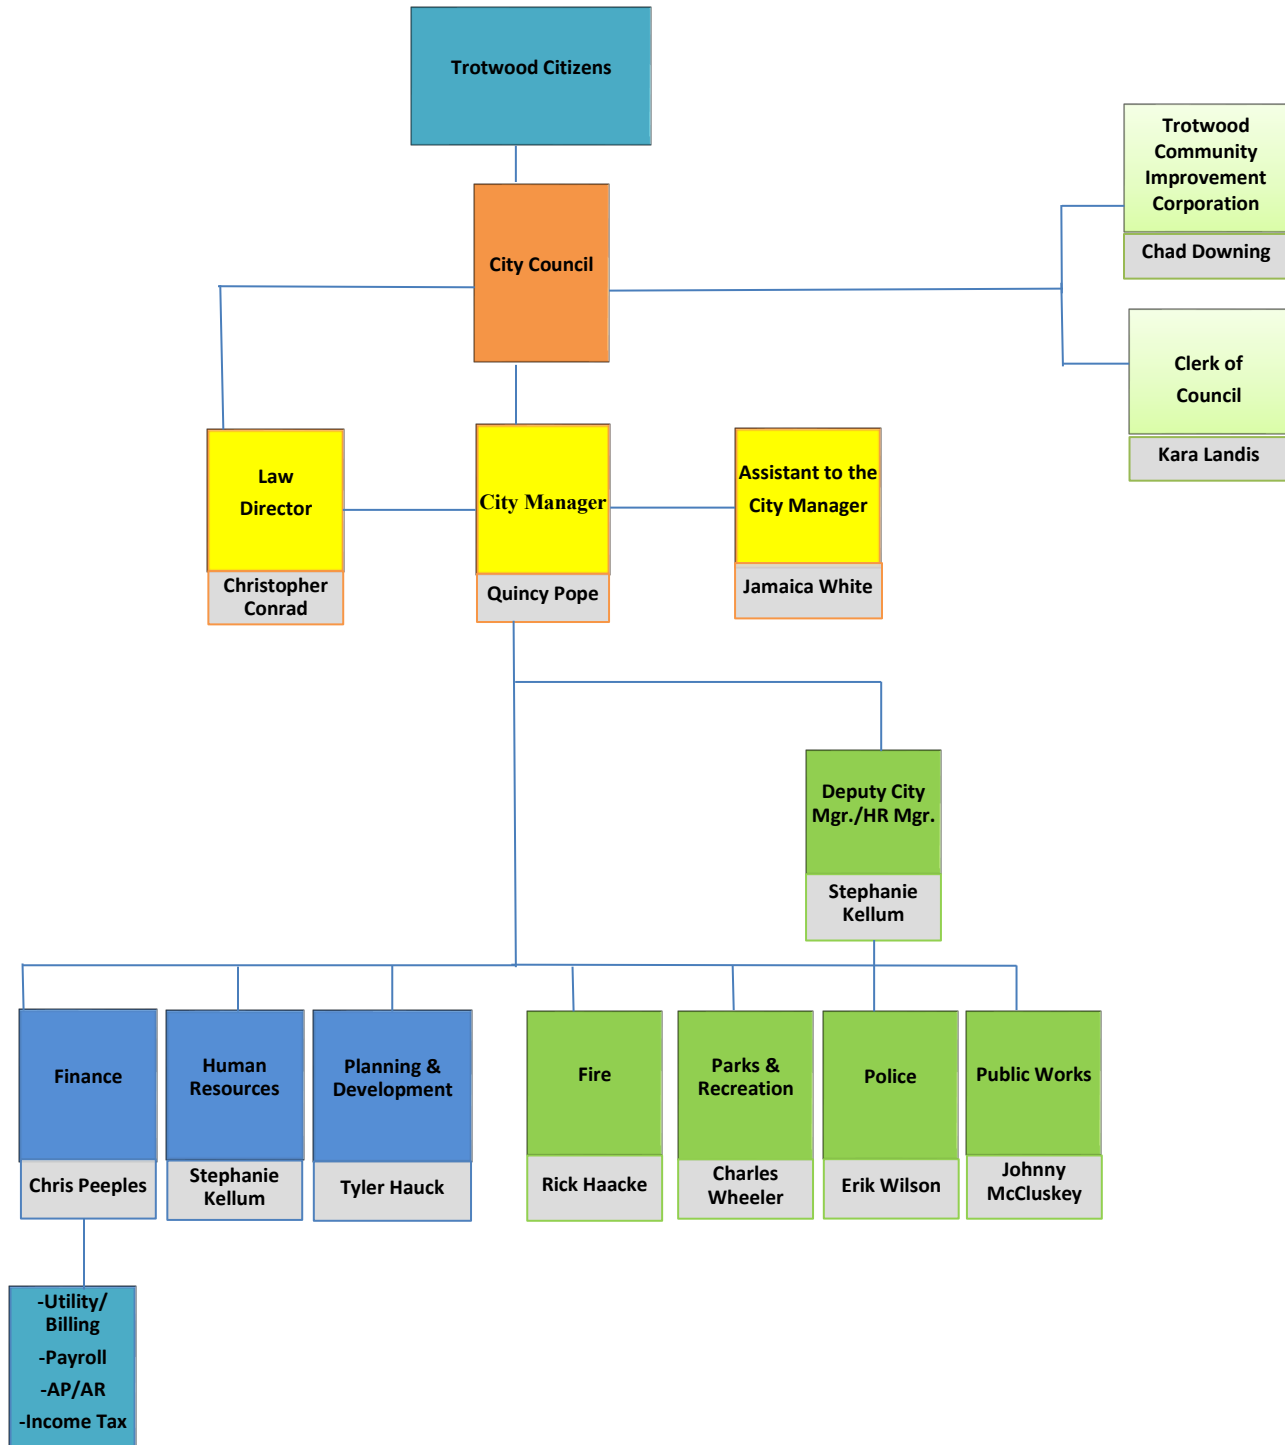 Trotwood Citizens
Trotwood
Community
Improvement
Corporation
Chad Downing
City Council
Clerk of
Council
Kara Landis
Law
Director
Christopher
Conrad
City Manager
Quincy Pope
Assistant to the
City Manager
Jamaica White
Deputy City
Mgr./HR Mgr.
Stephanie
Kellum
Finance
Chris Peeples
Human
Resources
Stephanie
Kellum
Planning &
Development
Tyler Hauck
Fire
Rick Haacke
Parks &
Recreation
Charles
Wheeler
Police
Erik Wilson
Public Works
Johnny
McCluskey
-Utility/
Billing
-Payroll
-AP/AR
-Income Tax